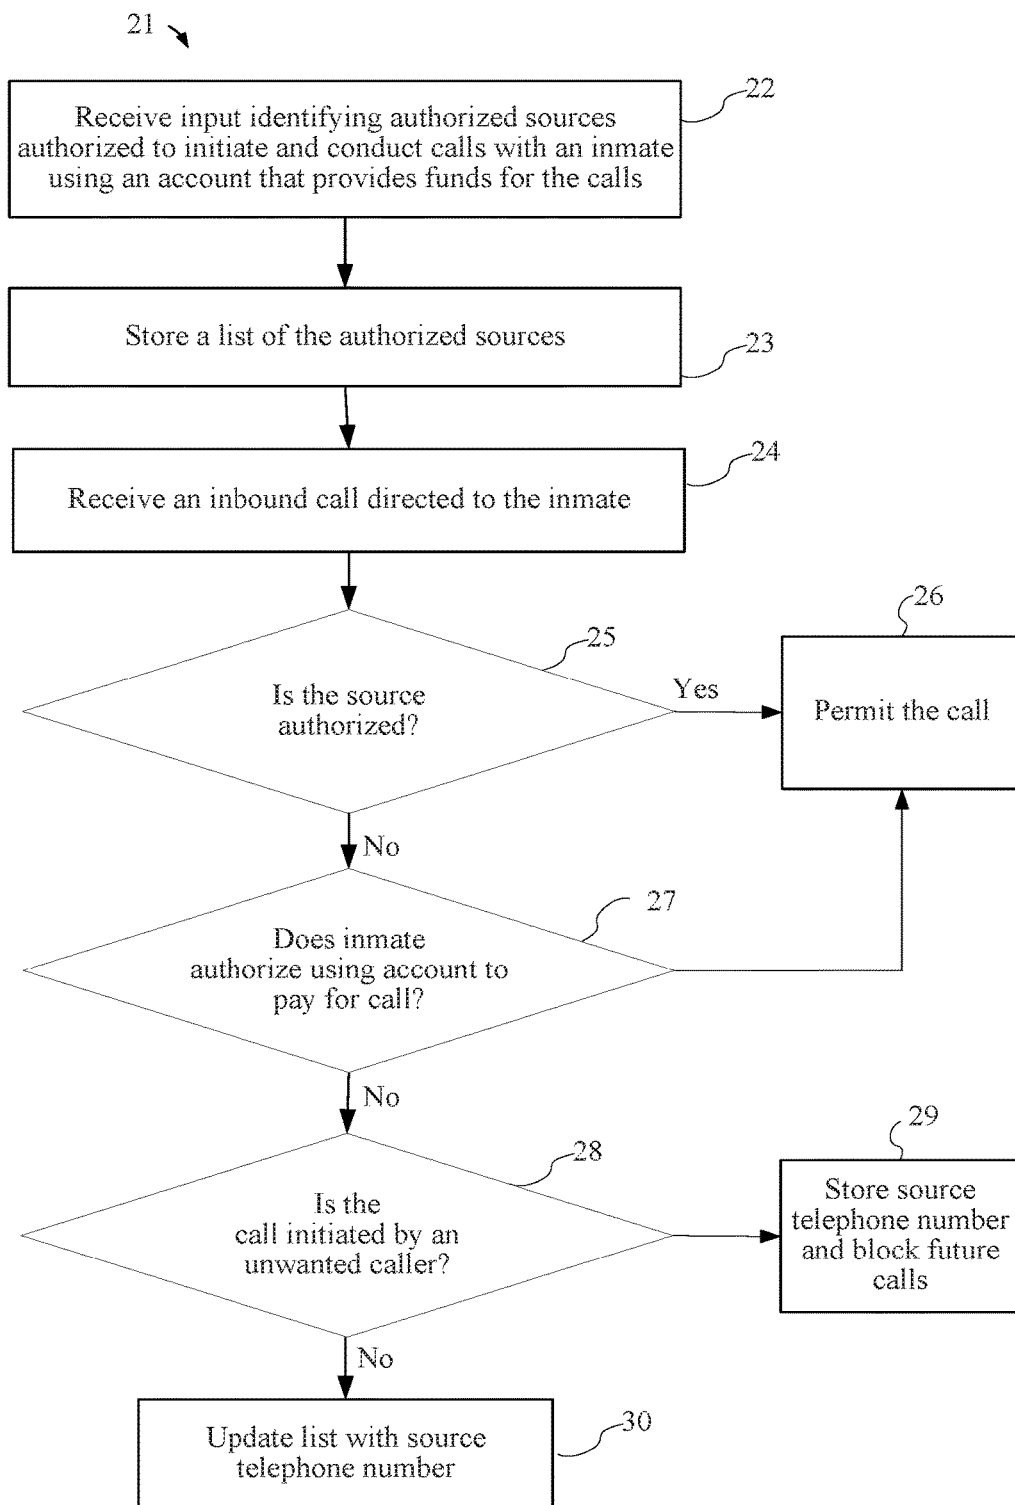 21
22
Receive input identifying authorized sources
authorized to initiate and conduct calls with an inmate
using an account that provides funds for the calls
Store a list of the authorized sources
23
24
Receive an inbound call directed to the inmate
26
25
Is the source
authorized?
Yes
Permit the call
No
27
Does inmate
authorize using account to
pay for call?
No
29
28
Is the
call initiated by an
unwanted caller?
Store source
telephone number
and block future
calls
No
30
Update list with source
telephone number